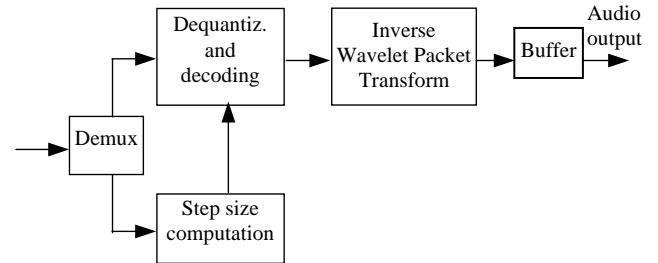 Dequantiz.
and
decoding
Inverse
Wavelet Packet
Transform
Buffer
Audio
output
Demux
Step size
computation